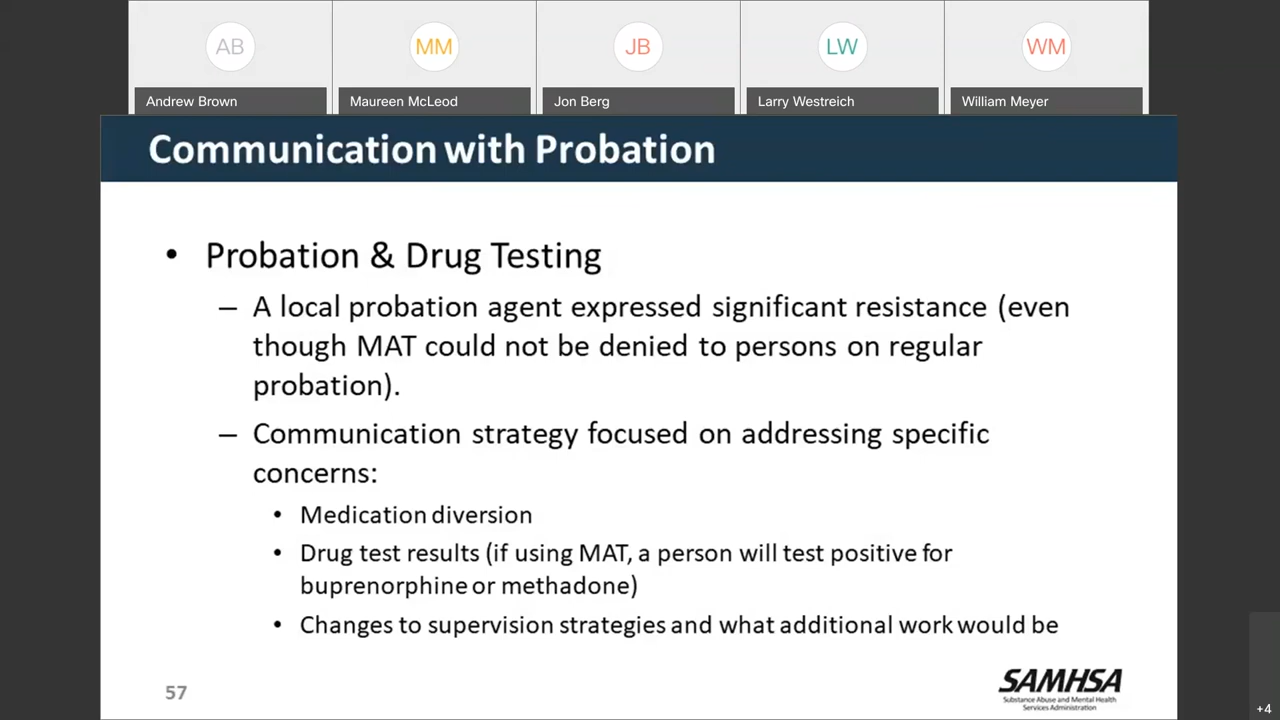 AB
MM
JB
LW
WM
Andrew Brown
Maureen McLeod
Jon Berg
Larry Westreich
William Meyer
Communication with Probation
• Probation & Drug Testing
– A local probation agent expressed significant resistance (even
though MAT could not be denied to persons on regular
probation).
– Communication strategy focused on addressing specific
concerns:
• Medication diversion
• Drug test results (if using MAT, a person will test positive for
buprenorphine or methadone)
• Changes to supervision strategies and what additional work would be
57
SAMHSA
Substance Abuse and Mental Health
Services Administration
+4